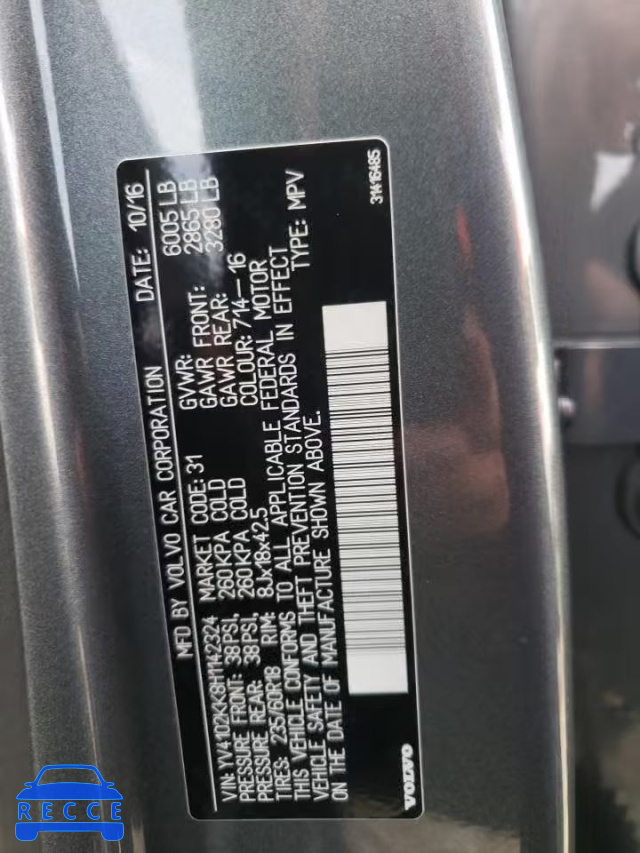 MFD BY VOLVO CAR CORPORATION DATE: 10/16
VIN: YV4102KK8H1142324 MARKET CODE: 31 GVWR: 6005 LB
PRESSURE FRONT: 38PSI, 260KPA COLD GAWR FRONT: 2865 LB
PRESSURE REAR: 38PSI, 260KPA COLD GAWR REAR: 3280 LB
TIRES: 235/60R18 RIM: 8Jx18x42.5 COLOUR: 714-16
THIS VEHICLE CONFORMS TO ALL APPLICABLE FEDERAL MOTOR
VEHICLE SAFETY AND THEFT PREVENTION STANDARDS IN EFFECT
ON THE DATE OF MANUFACTURE SHOWN ABOVE. TYPE: MPV
VOLVO 31416485
RECCE